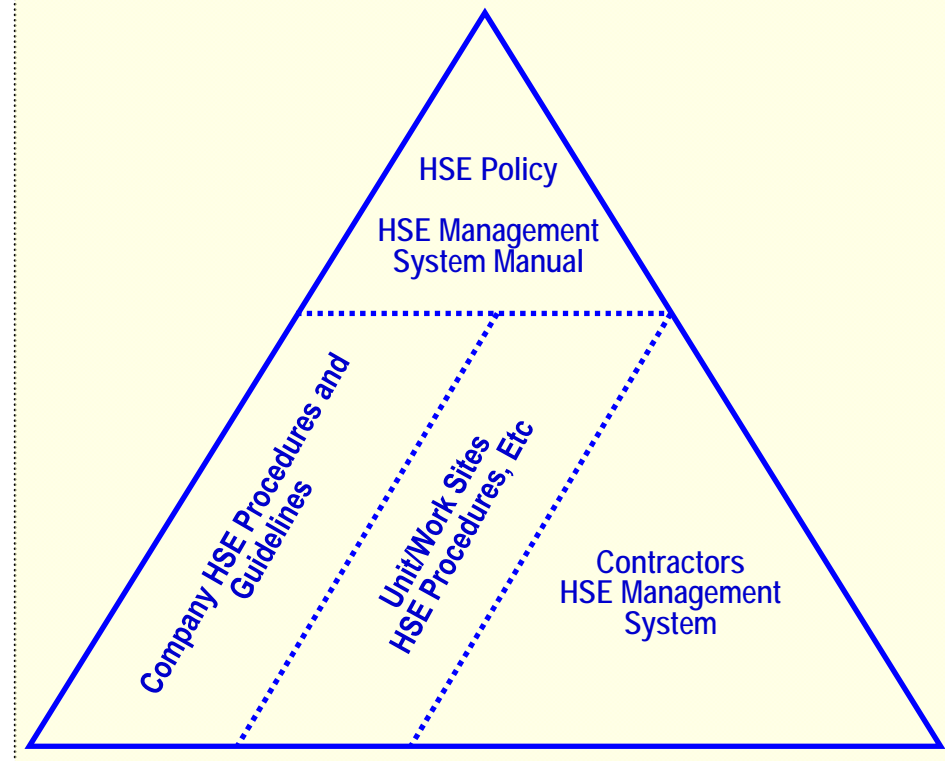 HSE Policy
HSE Management
System Manual
Company HSE Procedures and
Guidelines
Unit/Work Sites
HSE Procedures, Etc
Contractors
HSE Management
System